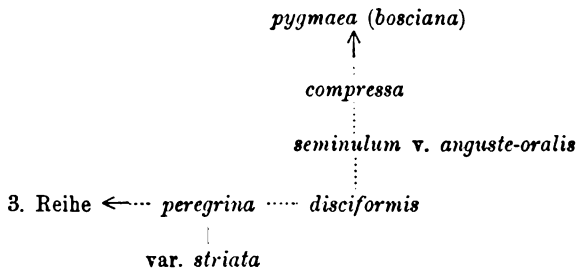 pygmaea (bosciana)
compressa
seminulum v. anguste-oralis
3. Reihe peregrina disciformis
var. striata